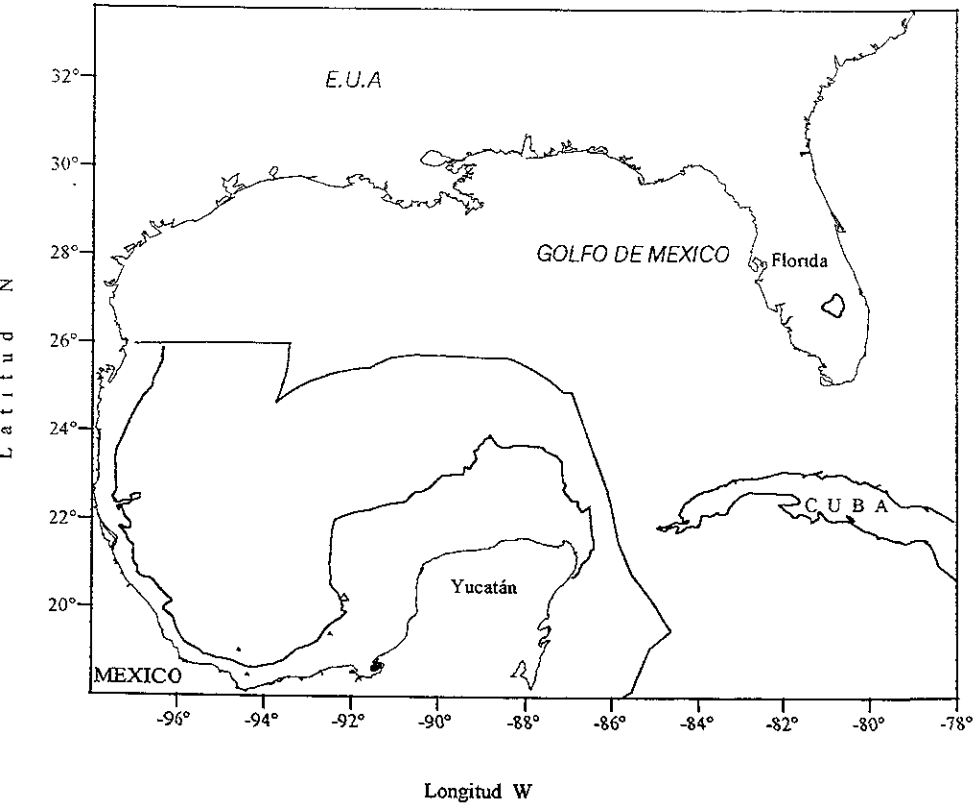 32°
E.U.A
30°
28°
GOLFO DE MEXICO
Florida
26°
24°
22°
CUBA
20°
Yucatán
MEXICO
-96°
-94°
-92°
-90°
-88°
-86°
-84°
-82°
-80°
-78°
Latitud N
Longitud W